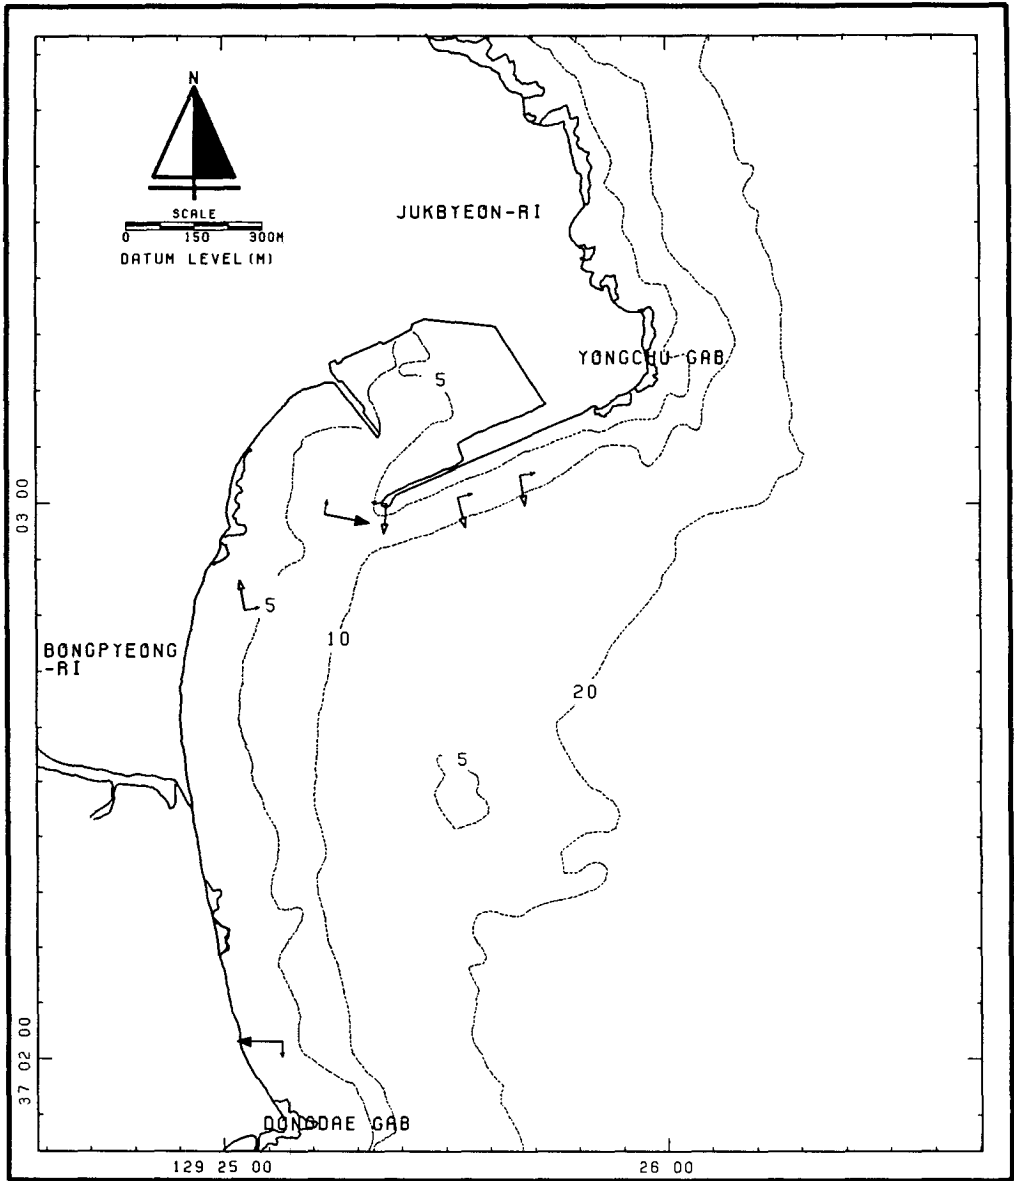 N
SCALE
0 150 300M
DATUM LEVEL (M)
JUKBYEON-RI
YONGCHU GAB
5
03 00
5
10
BONGPYEONG
-RI
20
5
37 02 00
DONGDAE GAB
129 25 00 26 00